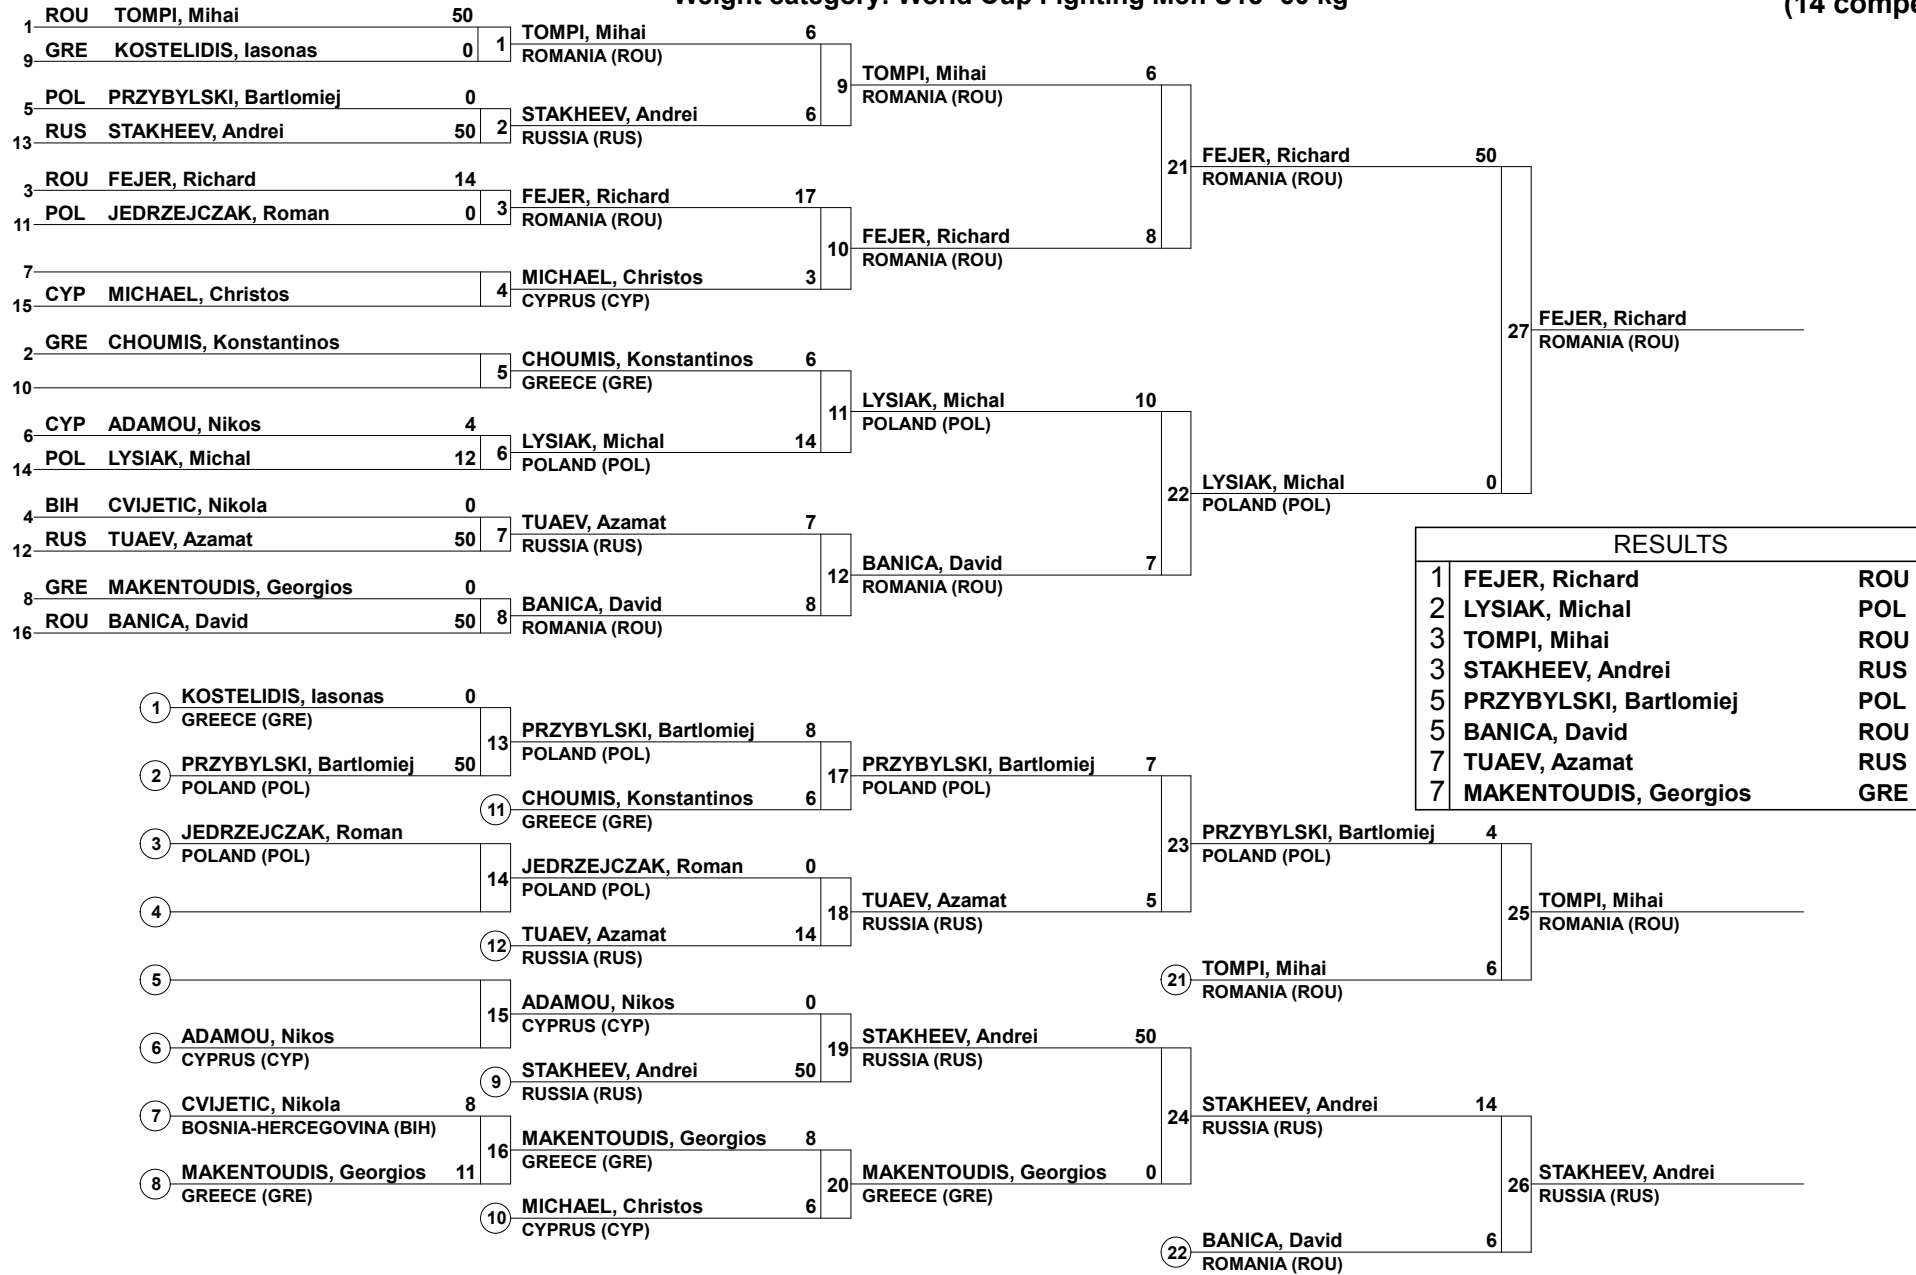 Weight category: World Cup Fighting Men U18 -60 kg
(14 compe
1 ROU TOMPI, Mihai 50
9 GRE KOSTELIDIS, Iasonas 0
1
5 POL PRZYBYLSKI, Bartlomiej 0
13 RUS STAKHEEV, Andrei 50
2
3 ROU FEJER, Richard 14
11 POL JEDRZEJCZAK, Roman 0
3
7
15 CYP MICHAEL, Christos
4
2 GRE CHOUMIS, Konstantinos
10
5
6 CYP ADAMOU, Nikos 4
14 POL LYSIAK, Michal 12
6
4 BIH CVIJETIC, Nikola 0
12 RUS TUAEV, Azamat 50
7
8 GRE MAKENTOUDIS, Georgios 0
16 ROU BANICA, David 50
8
TOMPI, Mihai 6
ROMANIA (ROU)
9
STAKHEEV, Andrei 6
RUSSIA (RUS)
FEJER, Richard 17
ROMANIA (ROU)
10
MICHAEL, Christos 3
CYPRUS (CYP)
CHOUMIS, Konstantinos 6
GREECE (GRE)
11
LYSIAK, Michal 14
POLAND (POL)
TUAEV, Azamat 7
RUSSIA (RUS)
12
BANICA, David 8
ROMANIA (ROU)
TOMPI, Mihai 6
ROMANIA (ROU)
21
FEJER, Richard 8
ROMANIA (ROU)
LYSIAK, Michal 10
POLAND (POL)
22
BANICA, David 7
ROMANIA (ROU)
FEJER, Richard 50
ROMANIA (ROU)
27
LYSIAK, Michal 0
POLAND (POL)
FEJER, Richard
ROMANIA (ROU)
RESULTS
1 FEJER, Richard ROU
2 LYSIAK, Michal POL
3 TOMPI, Mihai ROU
3 STAKHEEV, Andrei RUS
5 PRZYBYLSKI, Bartlomiej POL
5 BANICA, David ROU
7 TUAEV, Azamat RUS
7 MAKENTOUDIS, Georgios GRE
1 KOSTELIDIS, Iasonas 0
GREECE (GRE)
13
2 PRZYBYLSKI, Bartlomiej 50
POLAND (POL)
3 JEDRZEJCZAK, Roman
POLAND (POL)
14
4
5
15
6 ADAMOU, Nikos
CYPRUS (CYP)
7 CVIJETIC, Nikola 8
BOSNIA-HERCEGOVINA (BIH)
16
8 MAKENTOUDIS, Georgios 11
GREECE (GRE)
PRZYBYLSKI, Bartlomiej 8
POLAND (POL)
17
11 CHOUMIS, Konstantinos 6
GREECE (GRE)
JEDRZEJCZAK, Roman 0
POLAND (POL)
18
12 TUAEV, Azamat 14
RUSSIA (RUS)
ADAMOU, Nikos 0
CYPRUS (CYP)
19
9 STAKHEEV, Andrei 50
RUSSIA (RUS)
MAKENTOUDIS, Georgios 8
GREECE (GRE)
20
10 MICHAEL, Christos 6
CYPRUS (CYP)
PRZYBYLSKI, Bartlomiej 7
POLAND (POL)
23
TUAEV, Azamat 5
RUSSIA (RUS)
STAKHEEV, Andrei 50
RUSSIA (RUS)
24
MAKENTOUDIS, Georgios 0
GREECE (GRE)
PRZYBYLSKI, Bartlomiej 4
POLAND (POL)
25
21 TOMPI, Mihai 6
ROMANIA (ROU)
STAKHEEV, Andrei 14
RUSSIA (RUS)
26
22 BANICA, David 6
ROMANIA (ROU)
TOMPI, Mihai
ROMANIA (ROU)
STAKHEEV, Andrei
RUSSIA (RUS)